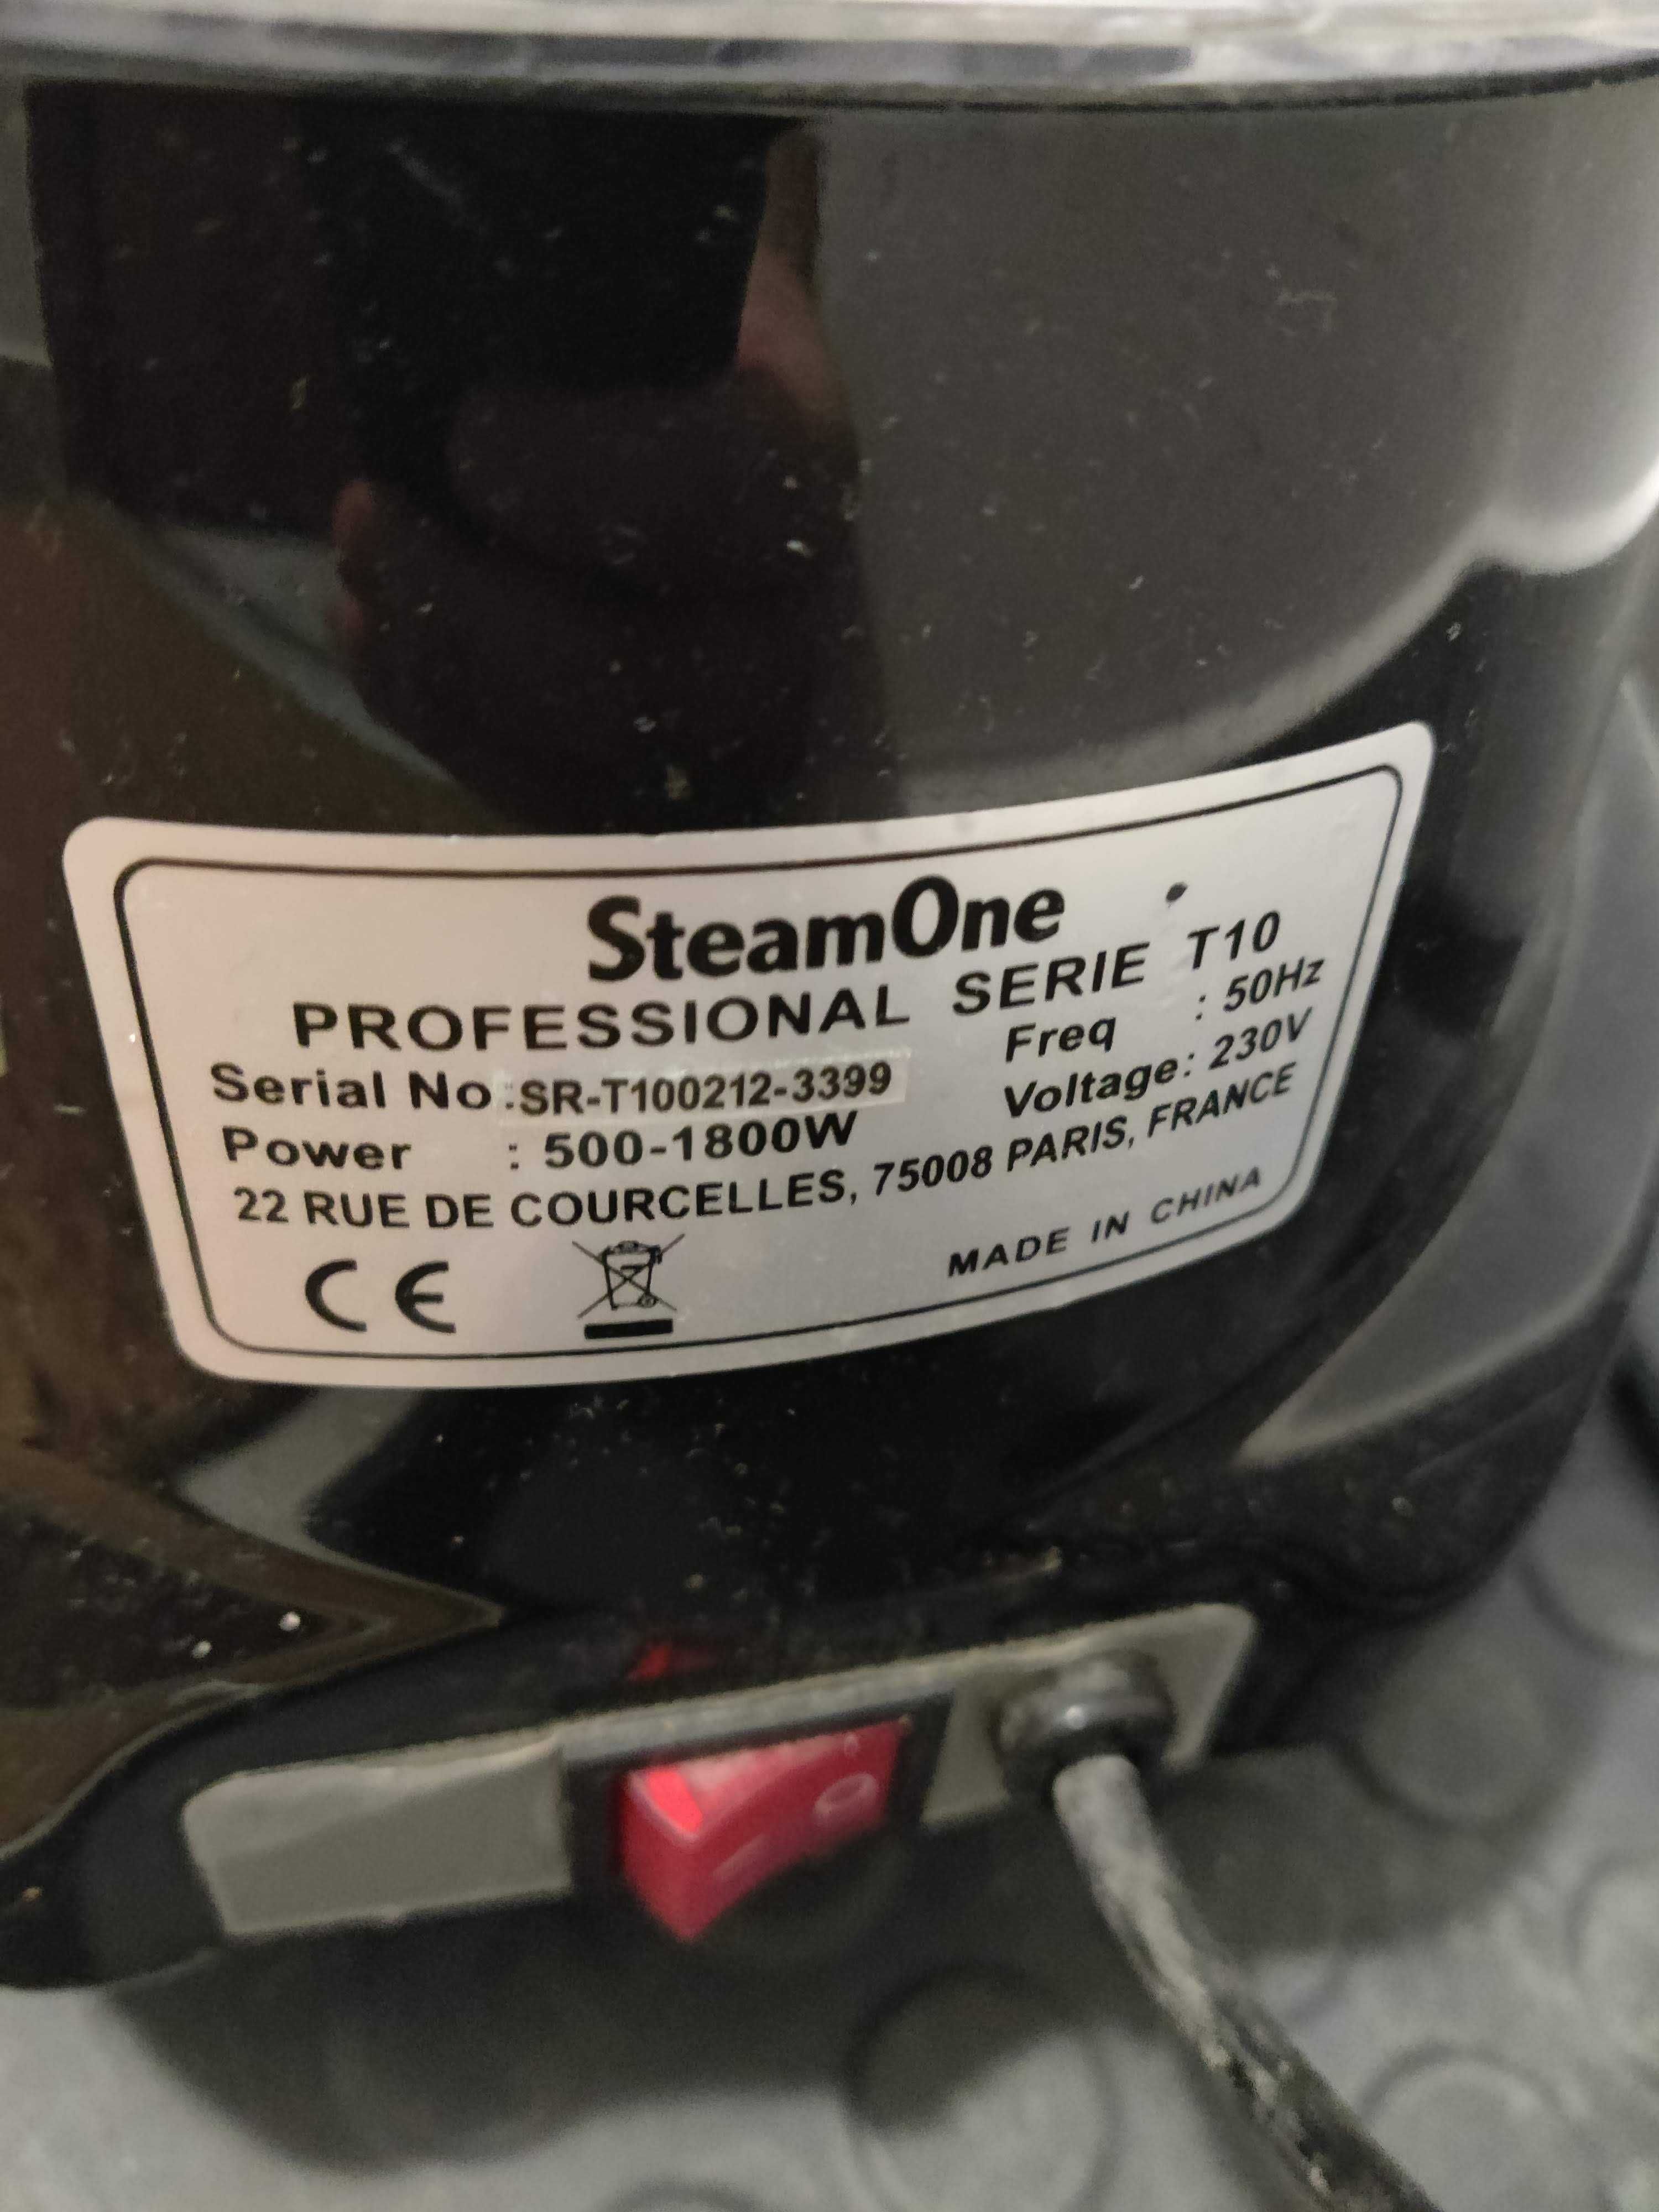 SteamOne
PROFESSIONAL SERIE T10
Serial No :SR-T100212-3399 Freq : 50Hz
Power : 500-1800W Voltage: 230V
22 RUE DE COURCELLES, 75008 PARIS, FRANCE
CE MADE IN CHINA